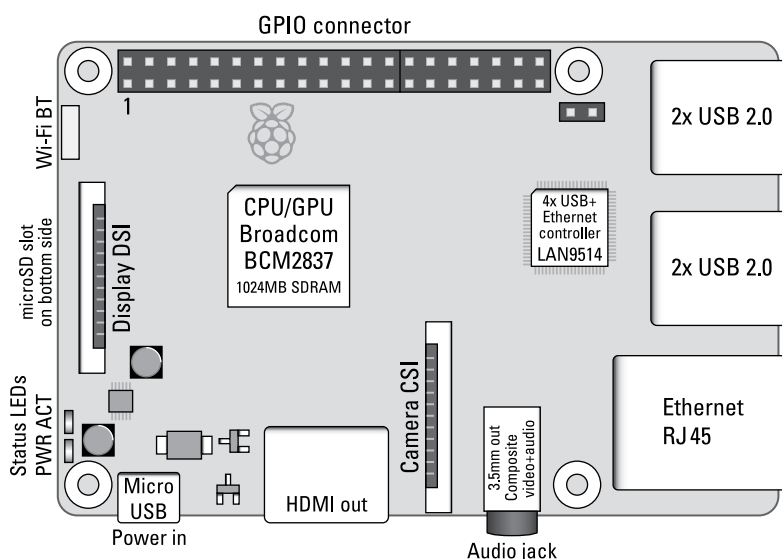 GPIO connector
1
Wi-Fi BT
2x USB 2.0
CPU/GPU
Broadcom
BCM2837
1024MB SDRAM
4x USB+
Ethernet
controller
LAN9514
microSD slot
on bottom side
Display DSI
2x USB 2.0
Status LEDs
PWR ACT
Camera CSI
3.5mm out
Composite
video+audio
Ethernet
RJ45
Micro
USB
HDMI out
Power in
Audio jack